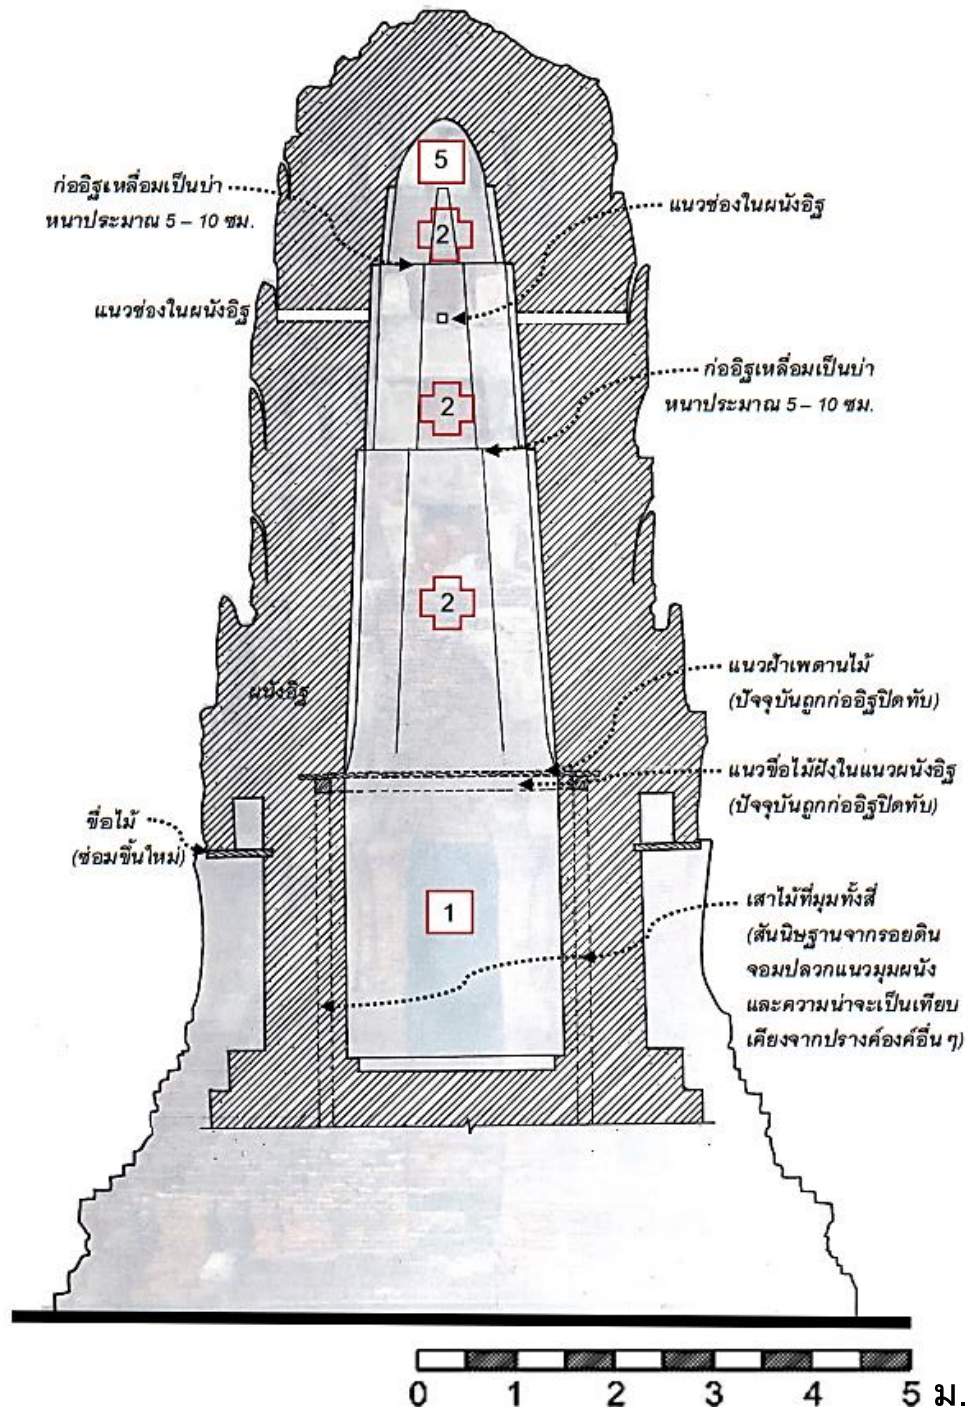 5
ก่ออิฐเหลื่อมเป็นบ่า
หนาประมาณ 5 – 10 ซม.
แนวช่องในผนังอิฐ
2
แนวช่องในผนังอิฐ
ก่ออิฐเหลื่อมเป็นบ่า
หนาประมาณ 5 – 10 ซม.
2
2
แนวฝ้าเพดานไม้
(ปัจจุบันถูกก่ออิฐปิดทับ)
ผนังอิฐ
แนวขื่อไม้ฝังในแนวผนังอิฐ
(ปัจจุบันถูกก่ออิฐปิดทับ)
ขื่อไม้
(ซ่อมขึ้นใหม่)
1
เสาไม้ที่มุมทั้งสี่
(สันนิษฐานจากรอยดิน
จอมปลวกแนวมุมผนัง
และความน่าจะเป็นเทียบ
เคียงจากปรางค์องค์อื่น ๆ)
0 1 2 3 4 5 ม.